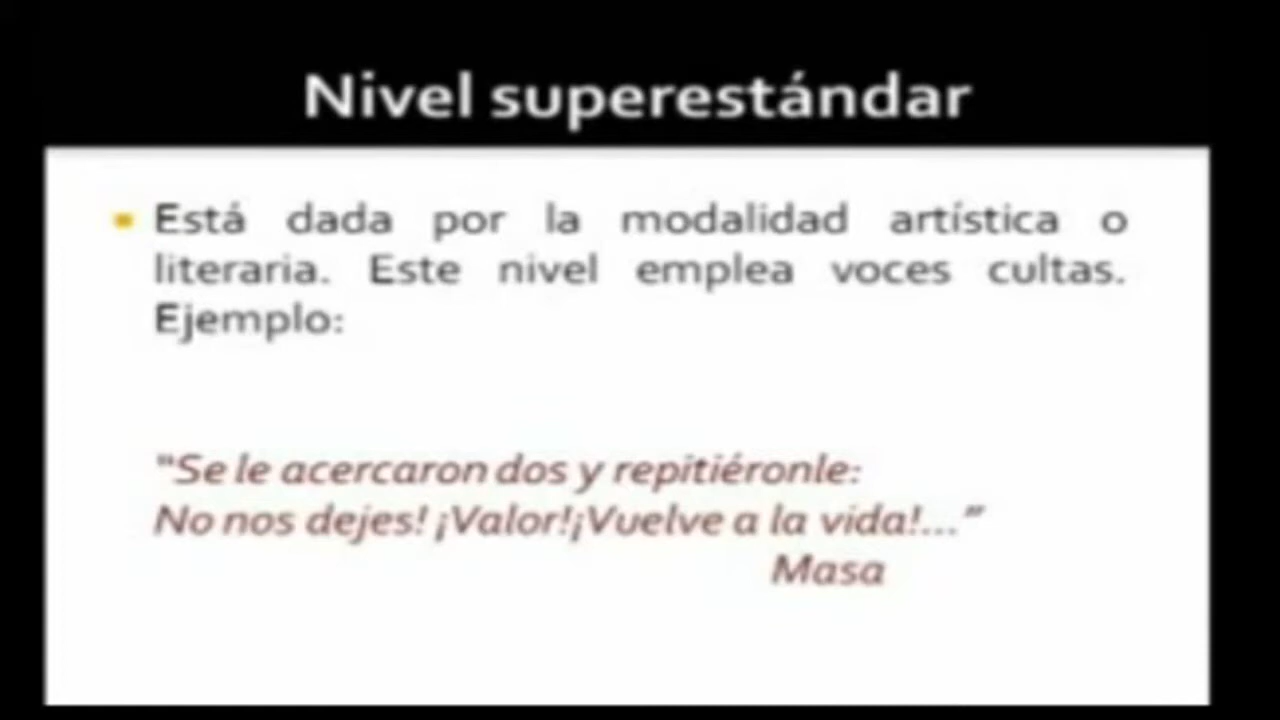 Nivel superestándar
Está dada por la modalidad artística o
literaria. Este nivel emplea voces cultas.
Ejemplo:
"Se le acercaron dos y repitiéronle:
No nos dejes! ¡Valor!¡Vuelve a la vida!..."
Masa